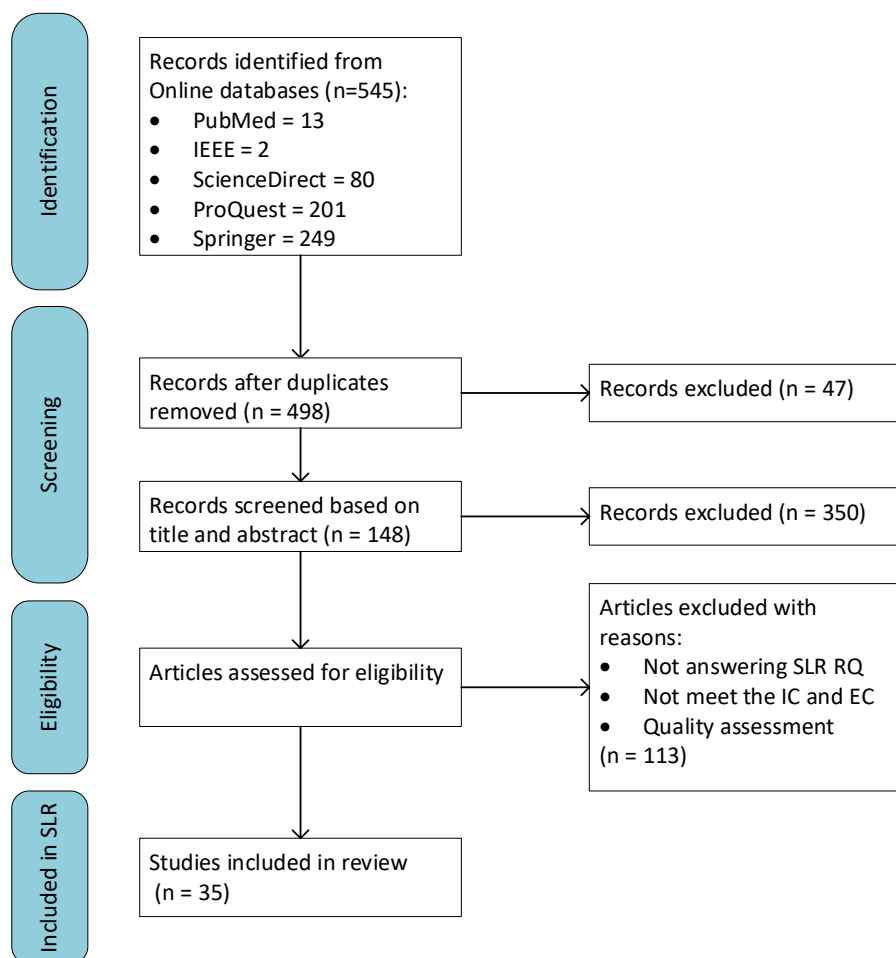 Identification
Records identified from
Online databases (n=545):
• PubMed = 13
• IEEE = 2
• ScienceDirect = 80
• ProQuest = 201
• Springer = 249
Screening
Records after duplicates
removed (n = 498)
Records excluded (n = 47)
Records screened based on
title and abstract (n = 148)
Records excluded (n = 350)
Eligibility
Articles assessed for eligibility
Articles excluded with
reasons:
• Not answering SLR RQ
• Not meet the IC and EC
• Quality assessment
(n = 113)
Included in SLR
Studies included in review
(n = 35)